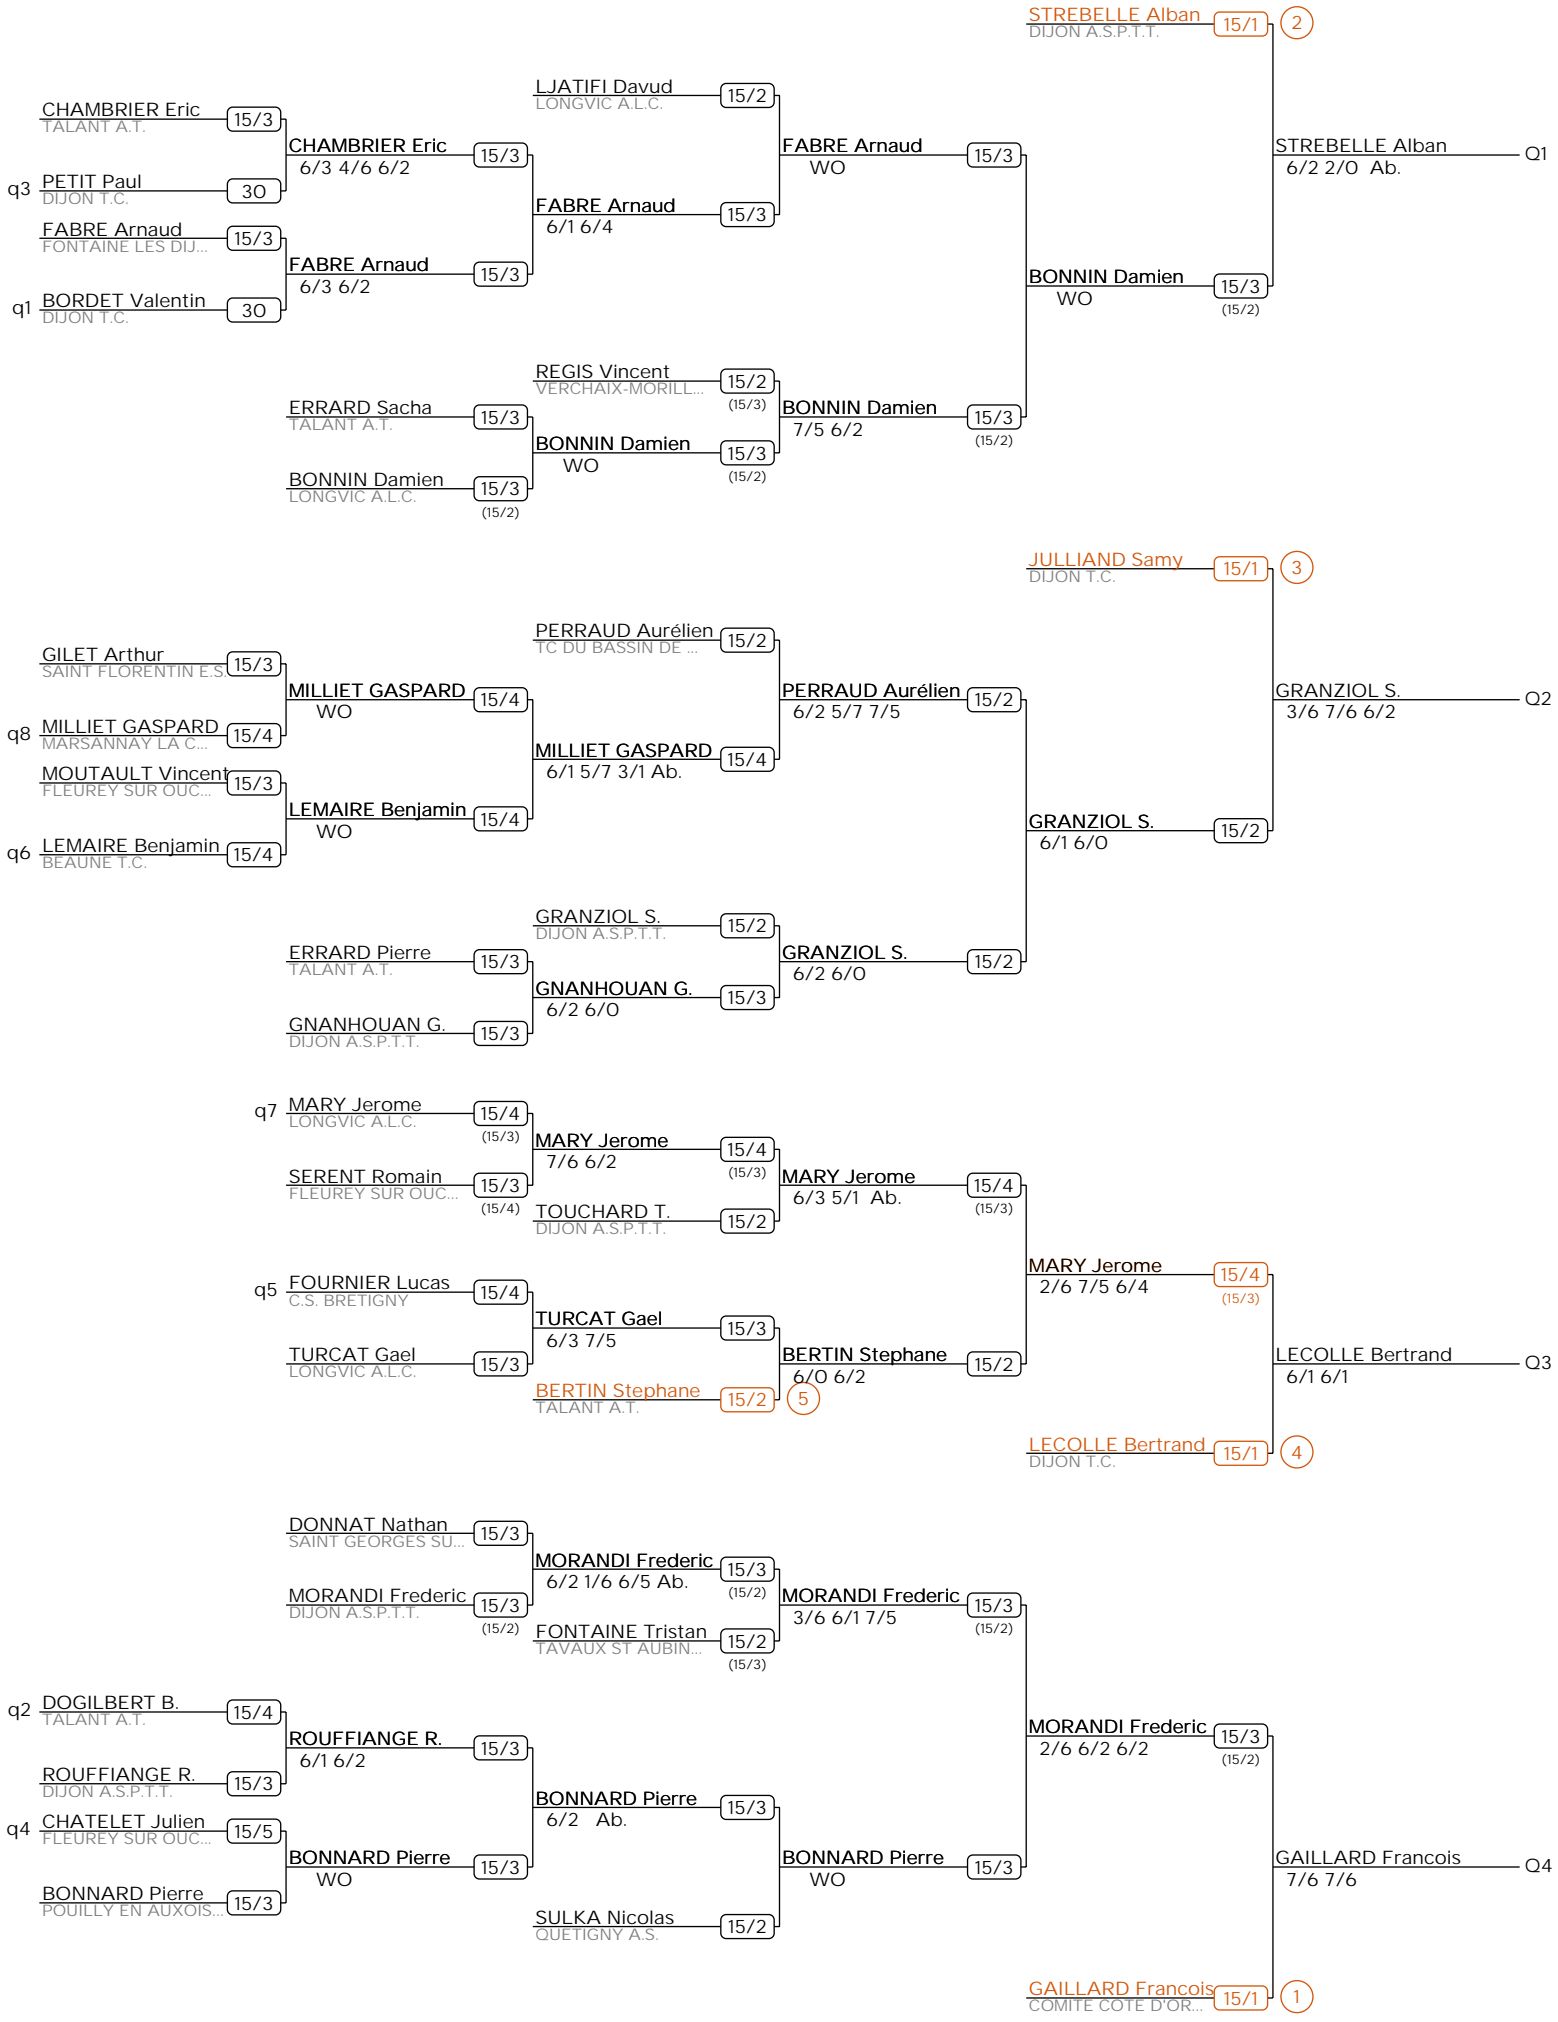 STREBELLE Alban 15/1 2
DIJON A.S.P.T.T.
LJATIFI Davud 15/2
LONGVIC A.L.C.
CHAMBRIER Eric 15/3
TALANT A.T.
CHAMBRIER Eric 15/3
6/3 4/6 6/2
FABRE Arnaud 15/3
WO
STREBELLE Alban Q1
6/2 2/0 Ab.
q3 PETIT Paul 30
DIJON T.C.
FABRE Arnaud 15/3
6/1 6/4
FABRE Arnaud 15/3
FONTAINE LES DIJ...
FABRE Arnaud 15/3
6/3 6/2
BONNIN Damien 15/3
WO (15/2)
q1 BORDET Valentin 30
DIJON T.C.
REGIS Vincent 15/2
VERCHAIX-MORILL... (15/3)
ERRARD Sacha 15/3
TALANT A.T.
BONNIN Damien 15/3
7/5 6/2 (15/2)
BONNIN Damien 15/3
WO (15/2)
BONNIN Damien 15/3
LONGVIC A.L.C. (15/2)
JULLIAND Samy 15/1 3
DIJON T.C.
PERRAUD Aurélien 15/2
TC DU BASSIN DE ...
GILET Arthur 15/3
SAINT FLORENTIN E.S.
MILLIET GASPARD 15/4
WO
PERRAUD Aurélien 15/2
6/2 5/7 7/5
GRANZIOL S. Q2
3/6 7/6 6/2
q8 MILLIET GASPARD 15/4
MARSANNAY LA C...
MILLIET GASPARD 15/4
6/1 5/7 3/1 Ab.
MOUTAULT Vincent 15/3
FLEUREY SUR OUC...
LEMAIRE Benjamin 15/4
WO
GRANZIOL S. 15/2
6/1 6/0
q6 LEMAIRE Benjamin 15/4
BEAUNE T.C.
GRANZIOL S. 15/2
DIJON A.S.P.T.T.
ERRARD Pierre 15/3
TALANT A.T.
GRANZIOL S. 15/2
6/2 6/0
GNANHOUAN G. 15/3
6/2 6/0
GNANHOUAN G. 15/3
DIJON A.S.P.T.T.
q7 MARY Jerome 15/4
LONGVIC A.L.C. (15/3)
MARY Jerome 15/4
7/6 6/2 (15/3)
SERENT Romain 15/3
FLEUREY SUR OUC... (15/4)
MARY Jerome 15/4
6/3 5/1 Ab. (15/3)
TOUCHARD T. 15/2
DIJON A.S.P.T.T.
MARY Jerome 15/4
2/6 7/5 6/4 (15/3)
q5 FOURNIER Lucas 15/4
C.S. BRETIGNY
TURCAT Gael 15/3
6/3 7/5
TURCAT Gael 15/3
LONGVIC A.L.C.
BERTIN Stephane 15/2
6/0 6/2
LECOLLE Bertrand Q3
6/1 6/1
BERTIN Stephane 15/2 5
TALANT A.T.
LECOLLE Bertrand 15/1 4
DIJON T.C.
DONNAT Nathan 15/3
SAINT GEORGES SU...
MORANDI Frederic 15/3
6/2 1/6 6/5 Ab. (15/2)
MORANDI Frederic 15/3
DIJON A.S.P.T.T. (15/2)
MORANDI Frederic 15/3
3/6 6/1 7/5 (15/2)
FONTAINE Tristan 15/2
TAVAUX ST AUBIN... (15/3)
q2 DOGILBERT B. 15/4
TALANT A.T.
ROUFFIANGE R. 15/3
6/1 6/2
MORANDI Frederic 15/3
2/6 6/2 6/2 (15/2)
ROUFFIANGE R. 15/3
DIJON A.S.P.T.T.
BONNARD Pierre 15/3
6/2 Ab.
q4 CHATELET Julien 15/5
FLEUREY SUR OUC...
BONNARD Pierre 15/3
WO
BONNARD Pierre 15/3
WO
GAILLARD Francois Q4
7/6 7/6
BONNARD Pierre 15/3
POUILLY EN AUXOIS...
SULKA Nicolas 15/2
QUETIGNY A.S.
GAILLARD Francois 15/1 1
COMITE COTE D'OR...